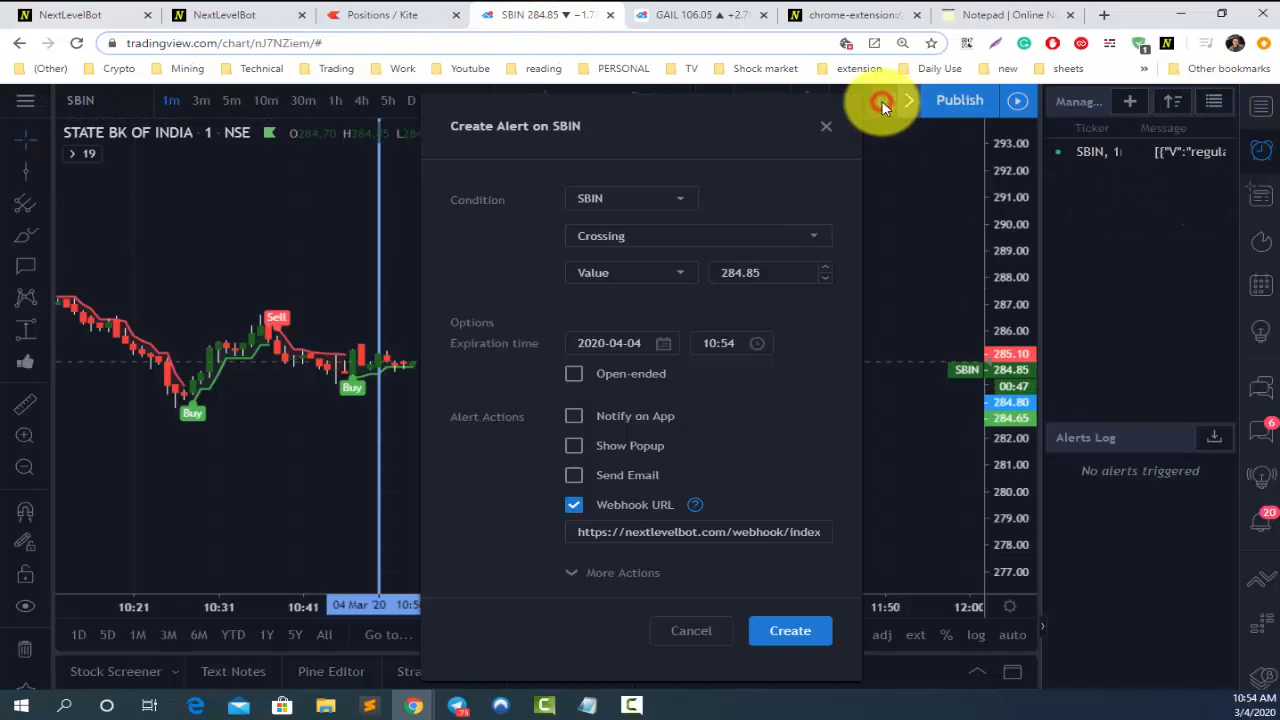 NextLevelBot
NextLevelBot
Positions / Kite
SBIN 284.85 ▼ −1.7
GAIL 106.05 ▲ +2.7
chrome-extension:/
Notepad | Online No
tradingview.com/chart/nJ7NZiem/#
1
(Other)
Crypto
Mining
Technical
Trading
Work
Youtube
reading
PERSONAL
TV
Shock market
extension
Daily Use
new
sheets
»
Other bookmarks
SBIN
1m
3m
5m
10m
30m
1h
4h
5h
D
Publish
Manag...
Ticker
Message
SBIN, 1
[{"V":"regula
STATE BK OF INDIA · 1 · NSE
O284.70
> 19
Create Alert on SBIN
Condition
SBIN
Crossing
Value
284.85
Options
Expiration time
2020-04-04
10:54
Open-ended
Alert Actions
Notify on App
Show Popup
Send Email
Webhook URL
?
https://nextlevelbot.com/webhook/index
More Actions
Cancel
Create
Sell
Buy
Buy
293.00
292.00
291.00
290.00
289.00
288.00
287.00
286.00
285.10
SBIN
284.85
00:47
284.80
284.65
282.00
281.00
280.00
279.00
278.00
277.00
Alerts Log
No alerts triggered
6
20
10:21
10:31
10:41
04 Mar '20
11:50
12:00
1D
5D
1M
3M
6M
YTD
1Y
5Y
All
Go to...
adj
ext
%
log
auto
Stock Screener
Text Notes
Pine Editor
Stra
75
10:54 AM
3/4/2020